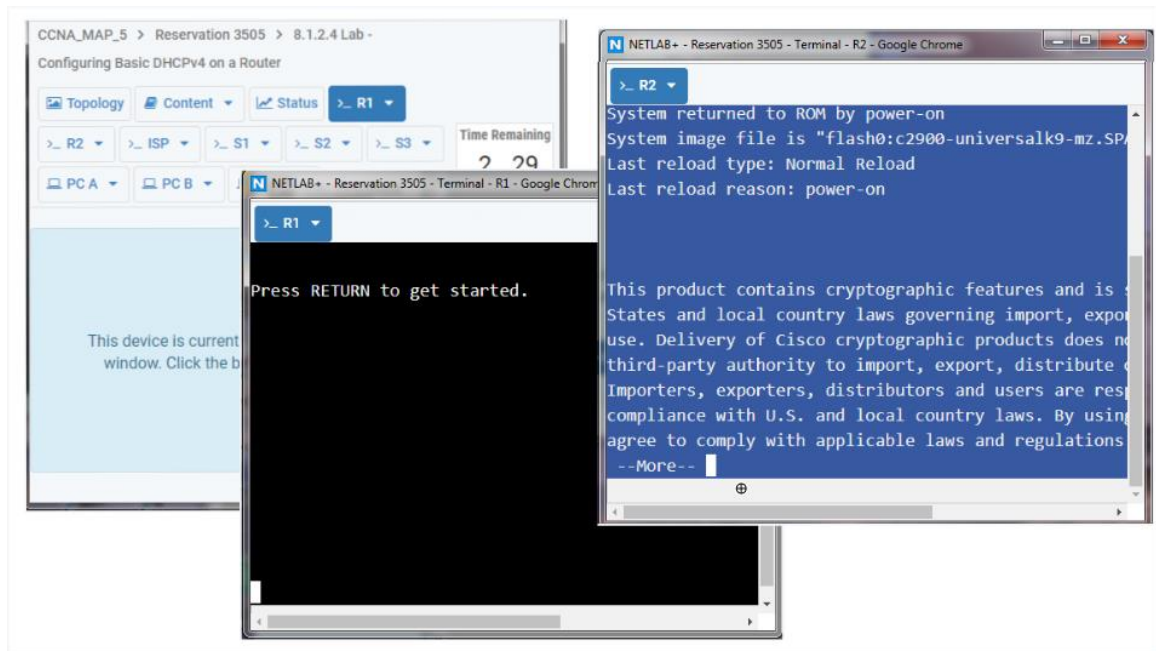 CCNA_MAP_5 > Reservation 3505 > 8.1.2.4 Lab -
Configuring Basic DHCPv4 on a Router
Topology Content Status >_ R1
>_ R2 >_ ISP >_ S1 >_ S2 >_ S3
Time Remaining
2 29
PC A PC B
This device is current
window. Click the b
NETLAB+ - Reservation 3505 - Terminal - R1 - Google Chrom
>_ R1
Press RETURN to get started.
NETLAB+ - Reservation 3505 - Terminal - R2 - Google Chrome
>_ R2
System returned to ROM by power-on
System image file is "flash0:c2900-universalk9-mz.SPA
Last reload type: Normal Reload
Last reload reason: power-on
This product contains cryptographic features and is
States and local country laws governing import, expor
use. Delivery of Cisco cryptographic products does no
third-party authority to import, export, distribute
Importers, exporters, distributors and users are resp
compliance with U.S. and local country laws. By using
agree to comply with applicable laws and regulations
--More--